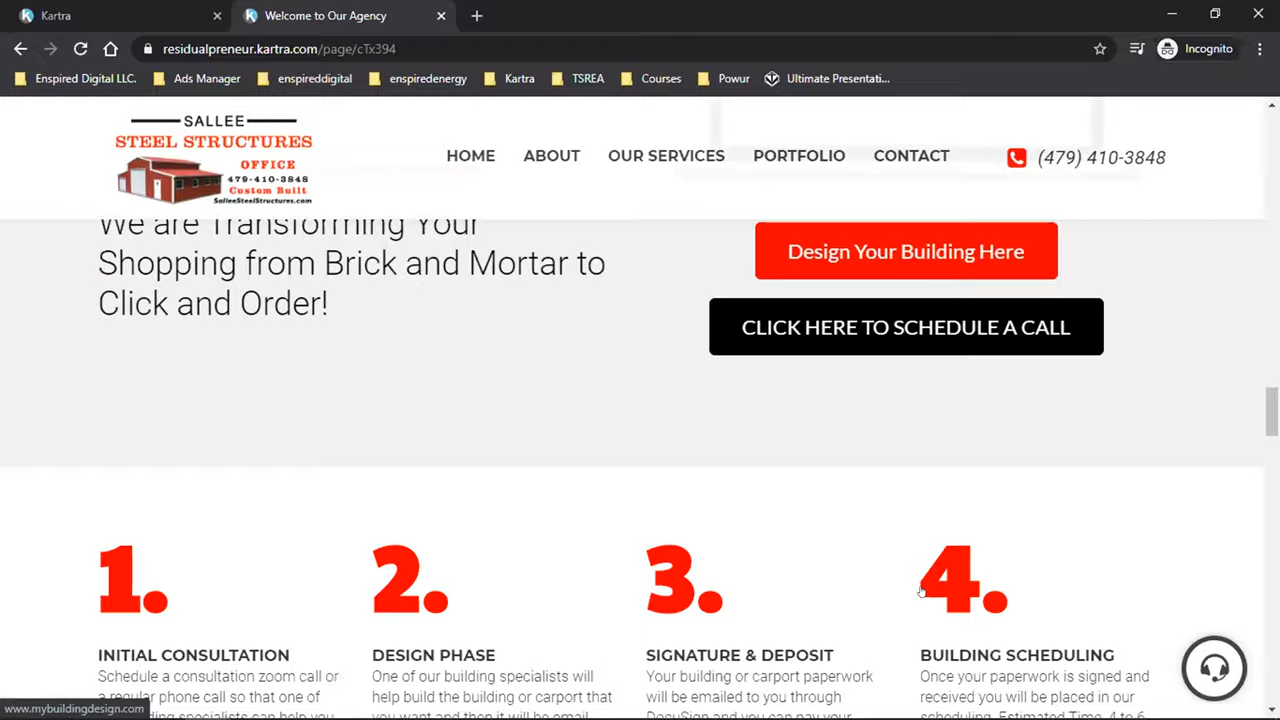 Kartra
Welcome to Our Agency
residualpreneur.kartra.com/page/cTx394
Incognito
Enspired Digital LLC.
Ads Manager
enspireddigital
enspiredenergy
Kartra
TSREA
Courses
Powur
Ultimate Presentati...
SALLEE
STEEL STRUCTURES
OFFICE
479-410-3848
Custom Built
SalleeSteelStructures.com
HOME
ABOUT
OUR SERVICES
PORTFOLIO
CONTACT
(479) 410-3848
We are Transforming Your
Shopping from Brick and Mortar to
Click and Order!
Design Your Building Here
CLICK HERE TO SCHEDULE A CALL
1.
INITIAL CONSULTATION
Schedule a consultation zoom call or
a regular phone call so that one of
building specialists can help you
2.
DESIGN PHASE
One of our building specialists will
help build the building or carport that
you want and then it will be email
3.
SIGNATURE & DEPOSIT
Your building or carport paperwork
will be emailed to you through
DocuSign and you can pay your
4.
BUILDING SCHEDULING
Once your paperwork is signed and
received you will be placed in our
scheduling. Estimated Time. 4 to 6
www.mybuildingdesign.com